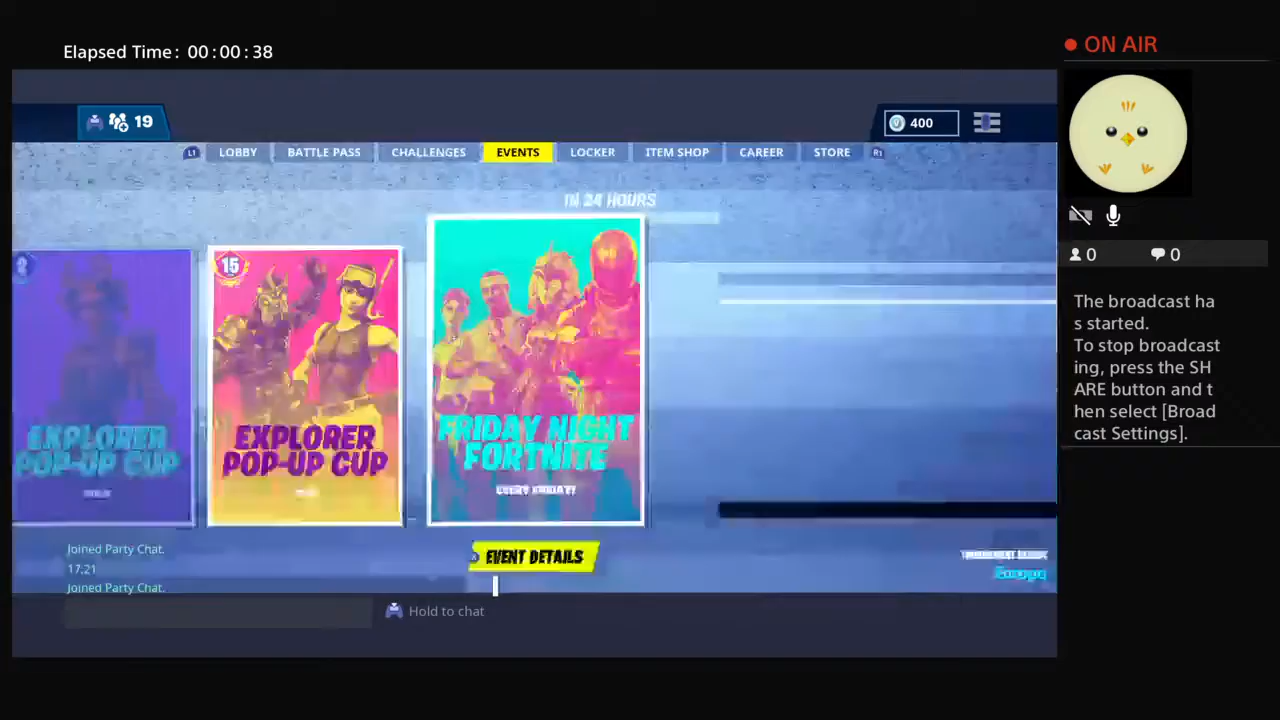 Elapsed Time: 00:00:38
ON AIR
19
400
L1 LOBBY BATTLE PASS CHALLENGES EVENTS LOCKER ITEM SHOP CAREER STORE R1
IN 24 HOURS
15
EXPLORER
POP-UP CUP
EXPLORER
POP-UP CUP
FRIDAY NIGHT
FORTNITE
EVERY FRIDAY!
EVENT DETAILS
Europe
Joined Party Chat.
17.21
Joined Party Chat.
Hold to chat
0 0
The broadcast ha
s started.
To stop broadcast
ing, press the SH
ARE button and t
hen select [Broad
cast Settings].